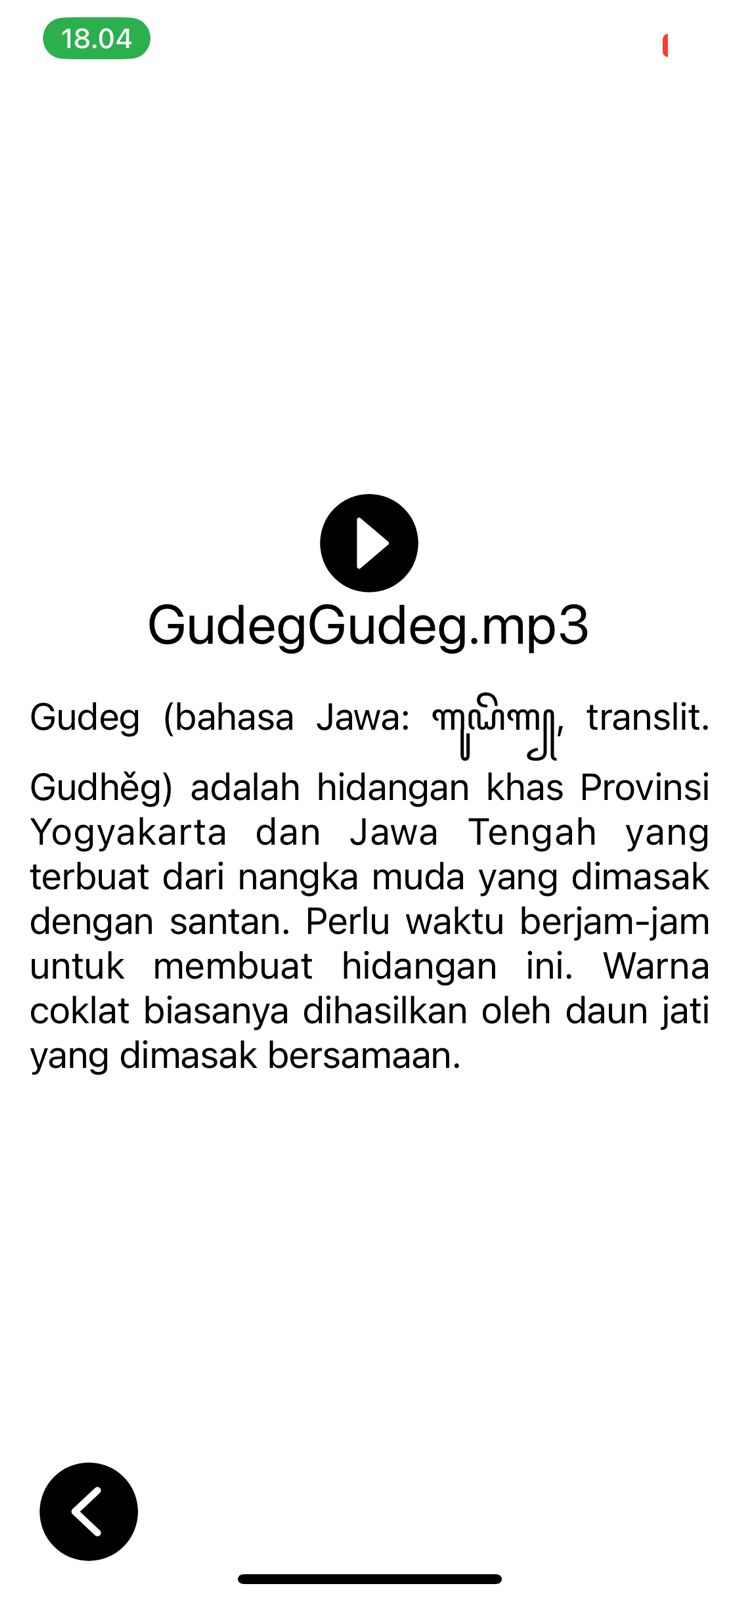 18.04
GudegGudeg.mp3
Gudeg (bahasa Jawa: ꦒꦸꦝꦼꦒ꧀, translit.
Gudhěg) adalah hidangan khas Provinsi
Yogyakarta dan Jawa Tengah yang
terbuat dari nangka muda yang dimasak
dengan santan. Perlu waktu berjam-jam
untuk membuat hidangan ini. Warna
coklat biasanya dihasilkan oleh daun jati
yang dimasak bersamaan.